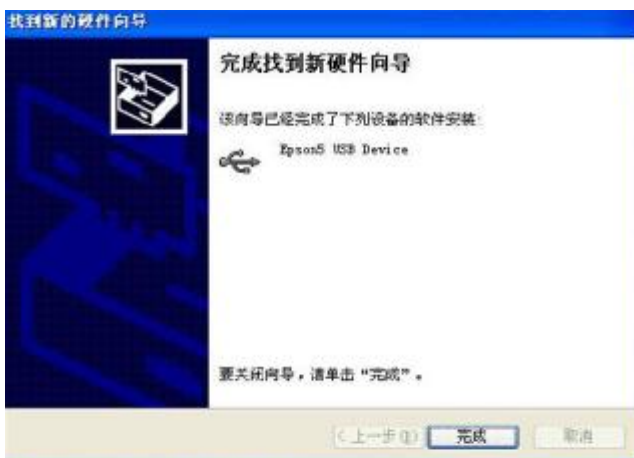 找到新的硬件向导
完成找到新硬件向导
该向导已经完成了下列设备的软件安装:
Epson5 USB Device
要关闭向导，请单击“完成”。
<上一步(B) 完成 取消